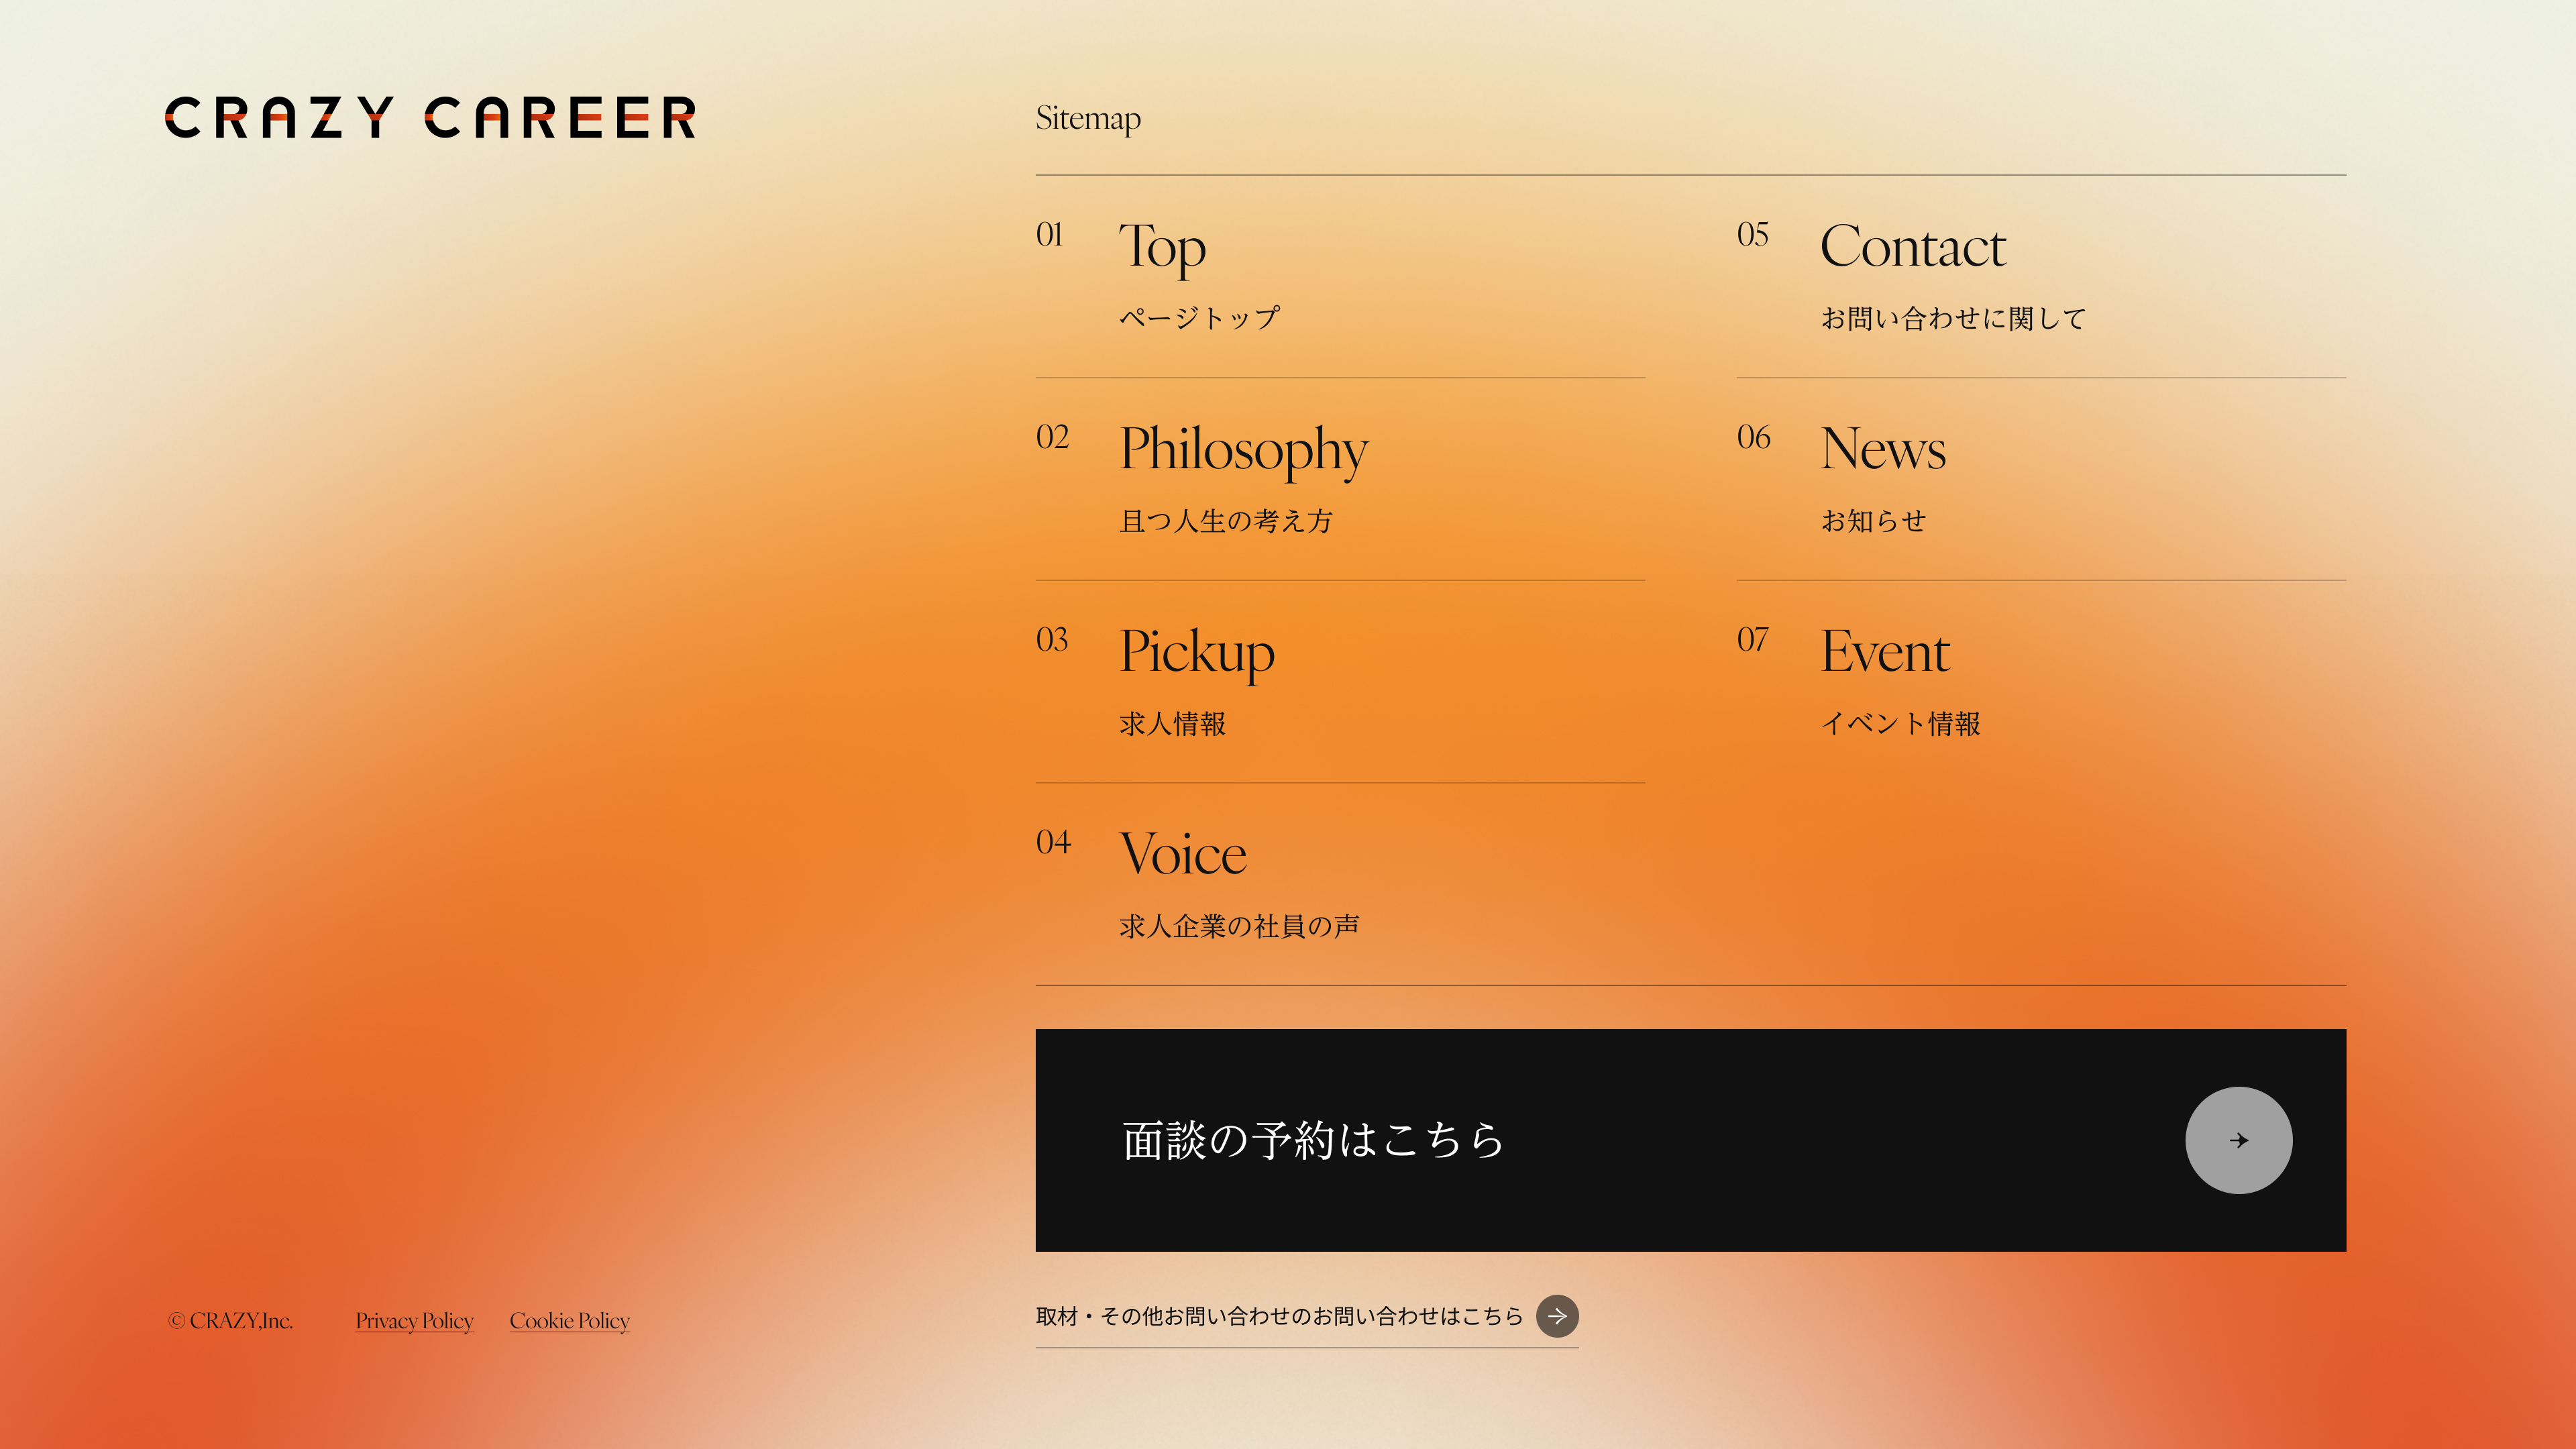 CRAZY CAREER
Sitemap
01
Top
ページトップ
02
Philosophy
且つ人生の考え方
03
Pickup
求人情報
04
Voice
求人企業の社員の声
05
Contact
お問い合わせに関して
06
News
お知らせ
07
Event
イベント情報
面談の予約はこちら
取材・その他お問い合わせのお問い合わせはこちら
© CRAZY,Inc.
Privacy Policy
Cookie Policy